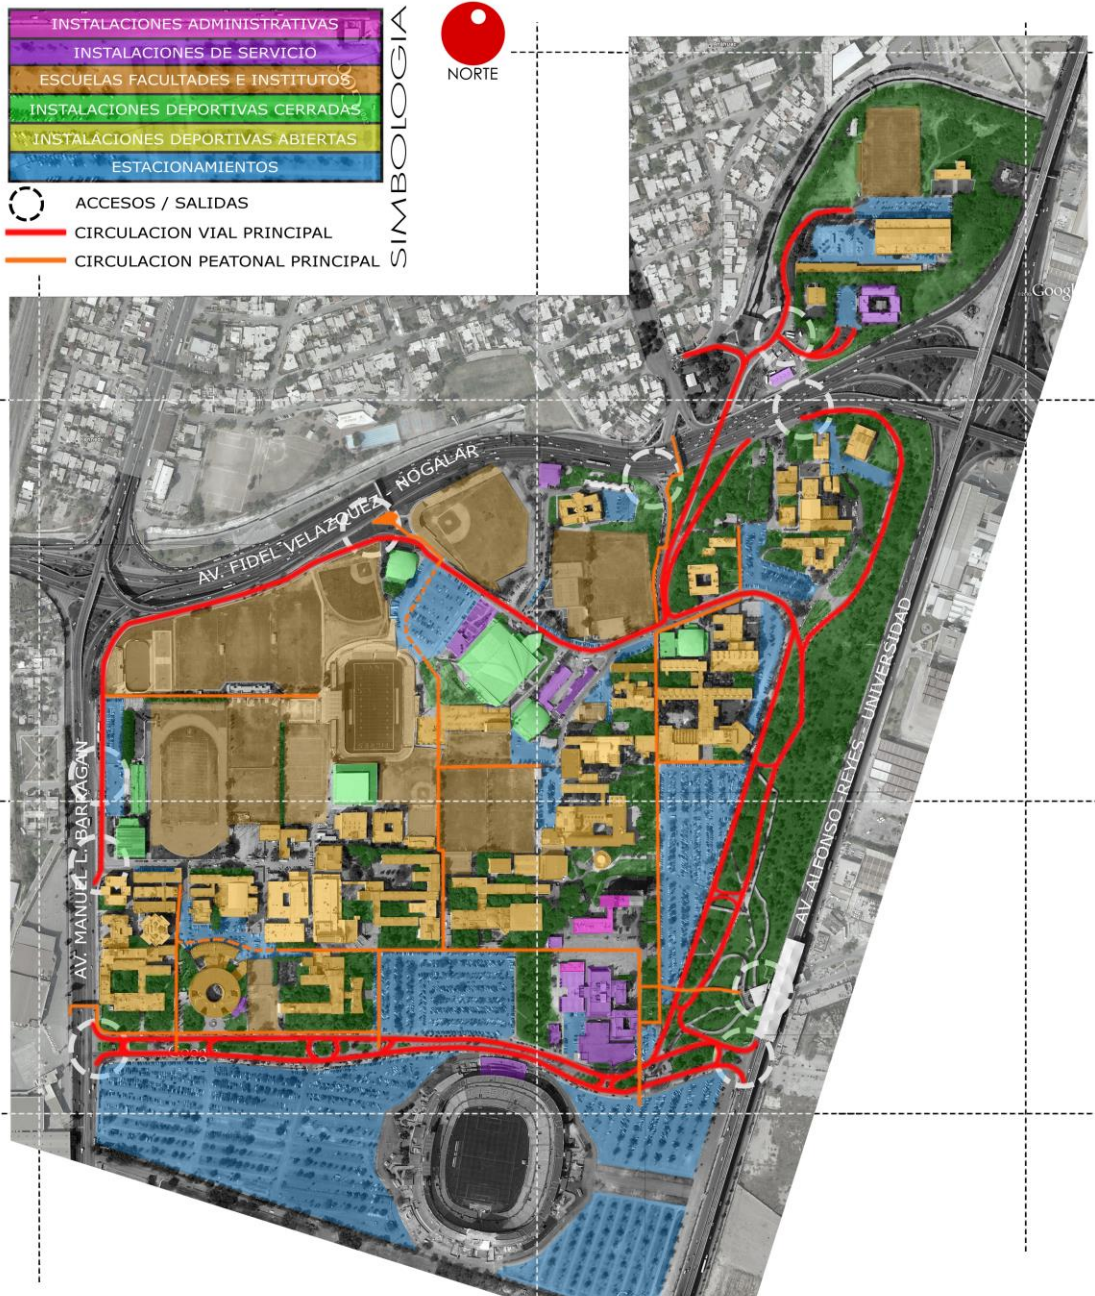 INSTALACIONES ADMINISTRATIVAS
INSTALACIONES DE SERVICIO
ESCUELAS FACULTADES E INSTITUTOS
INSTALACIONES DEPORTIVAS CERRADAS
INSTALACIONES DEPORTIVAS ABIERTAS
ESTACIONAMIENTOS
ACCESOS / SALIDAS
CIRCULACION VIAL PRINCIPAL
CIRCULACION PEATONAL PRINCIPAL
SIMBOLOGIA
NORTE
Google
AV. FIDEL VELAZQUEZ - NOGALAR
AV. MANUEL L. BARRAGAN
AV. ALFONSO -REYES - UNIVERSIDAD
Google